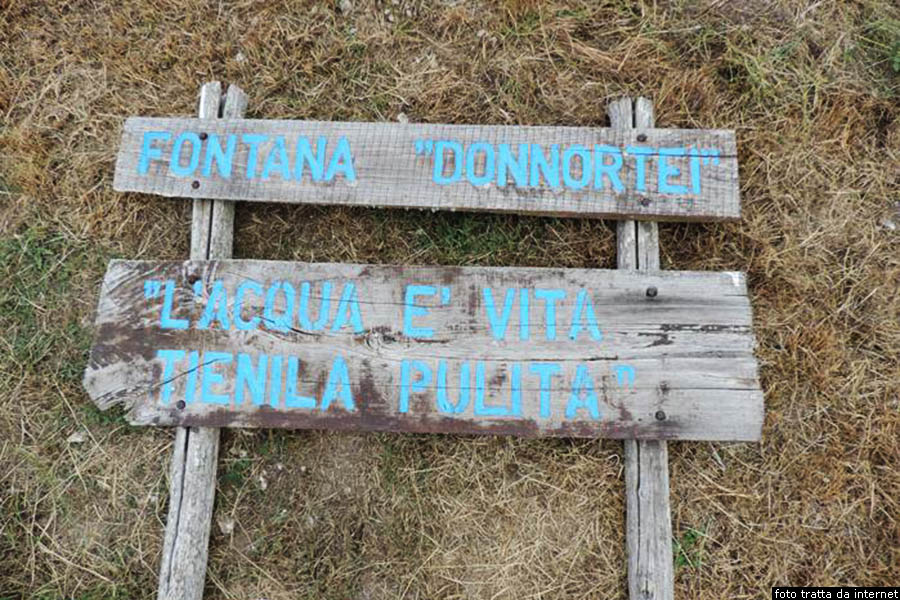 FONTANA "DONNORTEI"
"L'ACQUA E' VITA
TIENILA PULITA"
foto tratta da internet